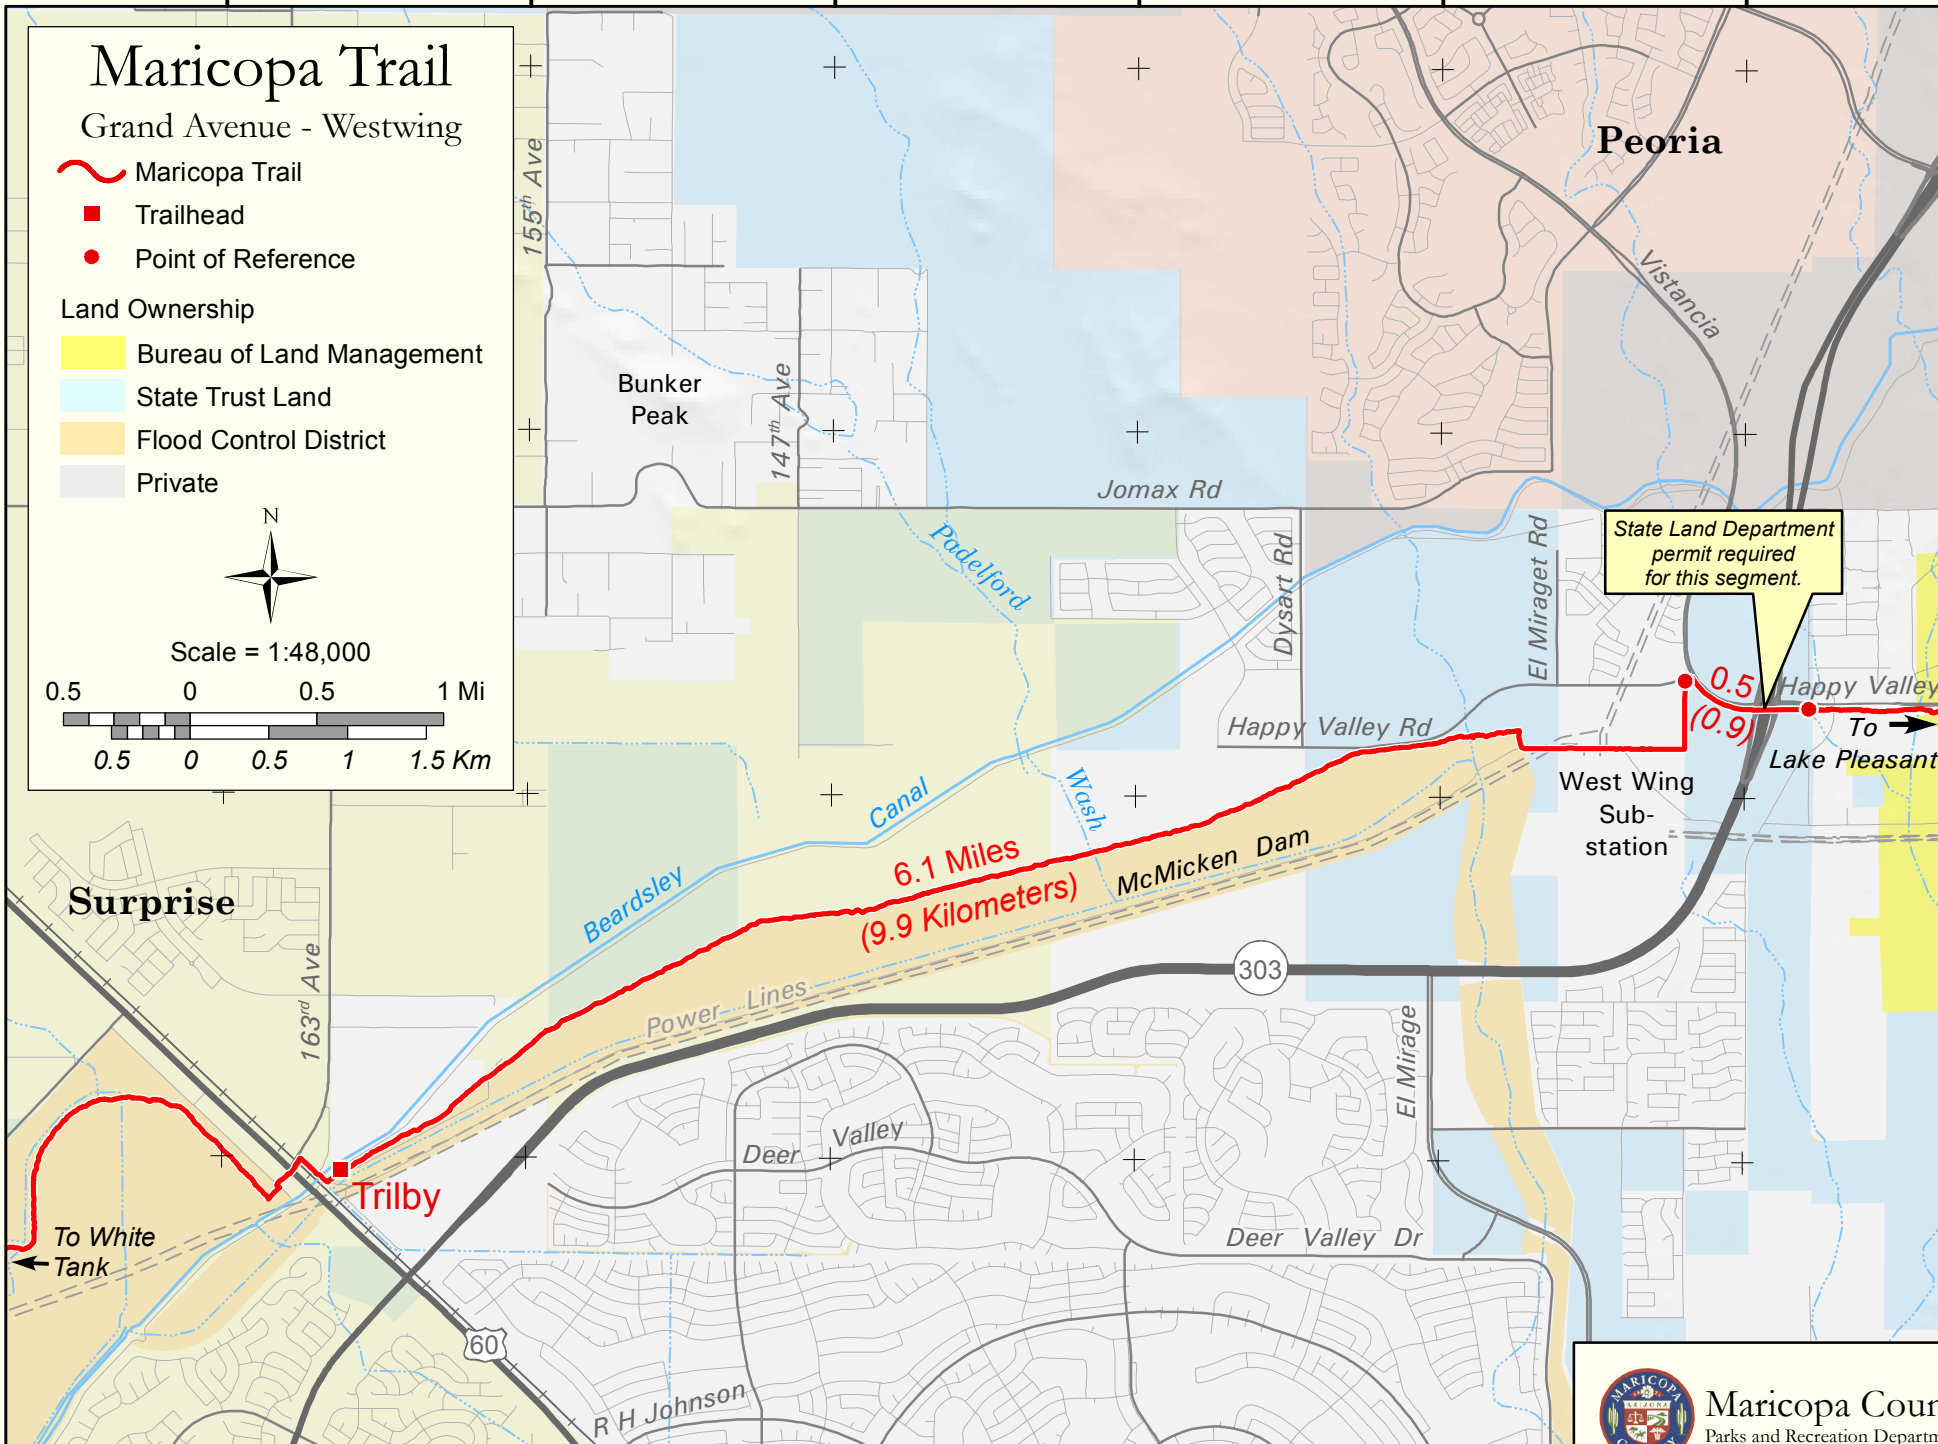 Maricopa Trail
Grand Avenue - Westwing
Maricopa Trail
Trailhead
Point of Reference
Land Ownership
Bureau of Land Management
State Trust Land
Flood Control District
Private
N
Scale = 1:48,000
0.5 0 0.5 1 Mi
0.5 0 0.5 1 1.5 Km
155th Ave
Bunker
Peak
147th Ave
Jomax Rd
Peoria
Vistancia
Padelford
Wash
Dysart Rd
El Miraget Rd
State Land Department
permit required
for this segment.
0.5
(0.9)
Happy Valley
To
Lake Pleasant
Happy Valley Rd
West Wing
Sub-
station
Beardsley
Canal
6.1 Miles
(9.9 Kilometers)
McMicken Dam
Power Lines
303
Surprise
163rd Ave
El Mirage
Deer Valley
Trilby
To White
Tank
Deer Valley Dr
60
R H Johnson
MARICOPA
ARIZONA
Maricopa Coun
Parks and Recreation Departm